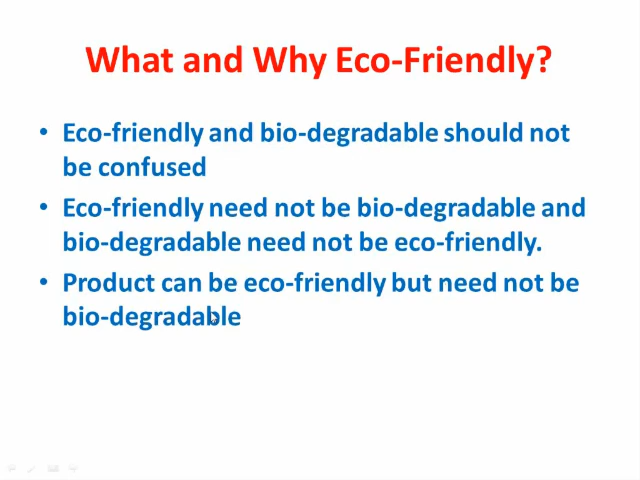 What and Why Eco-Friendly?
• Eco-friendly and bio-degradable should not
be confused
• Eco-friendly need not be bio-degradable and
bio-degradable need not be eco-friendly.
• Product can be eco-friendly but need not be
bio-degradable